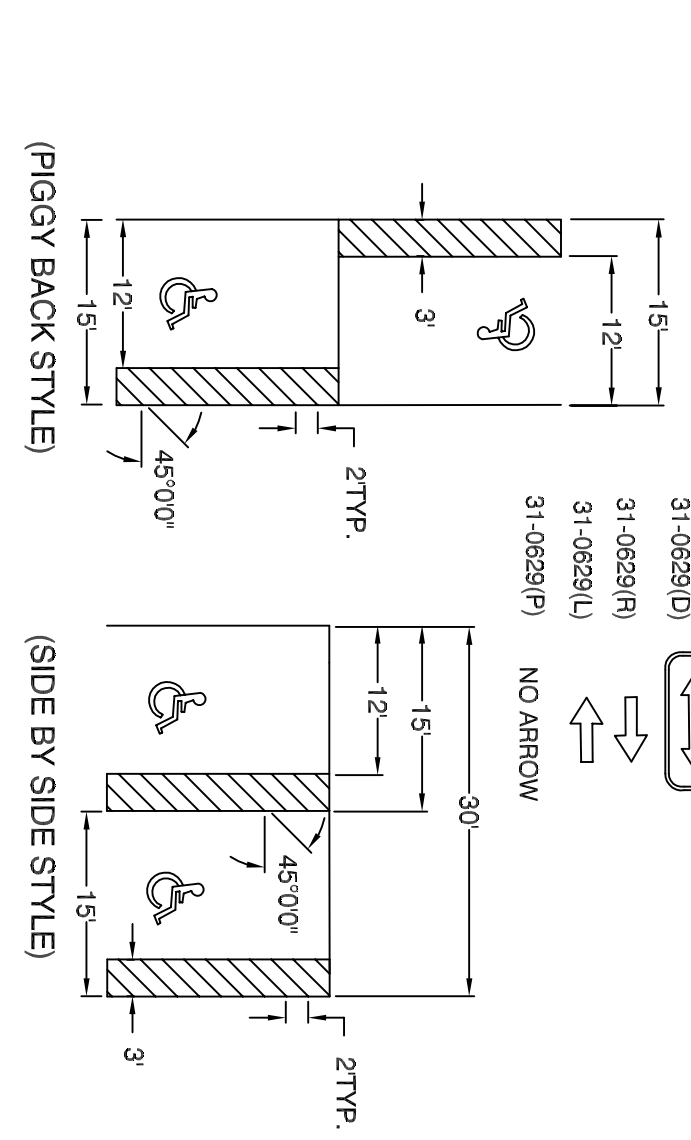 31-0629(D)
31-0629(R)
31-0629(L)
31-0629(P) NO ARROW
15'
12'
3'
12'
15'
2'TYP.
45°0'0"
(PIGGY BACK STYLE)
30'
15'
12'
45°0'0"
15'
3'
2'TYP.
(SIDE BY SIDE STYLE)